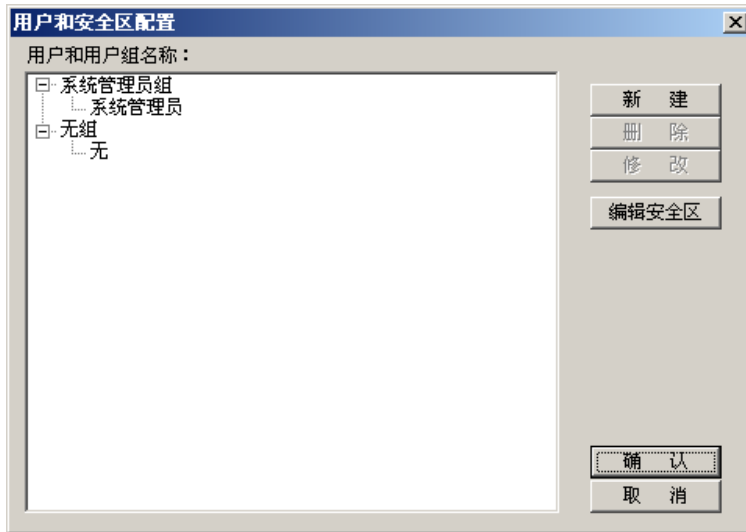 用户和安全区配置
用户和用户组名称：
系统管理员组
系统管理员
无组
无
新 建
删 除
修 改
编辑安全区
确 认
取 消